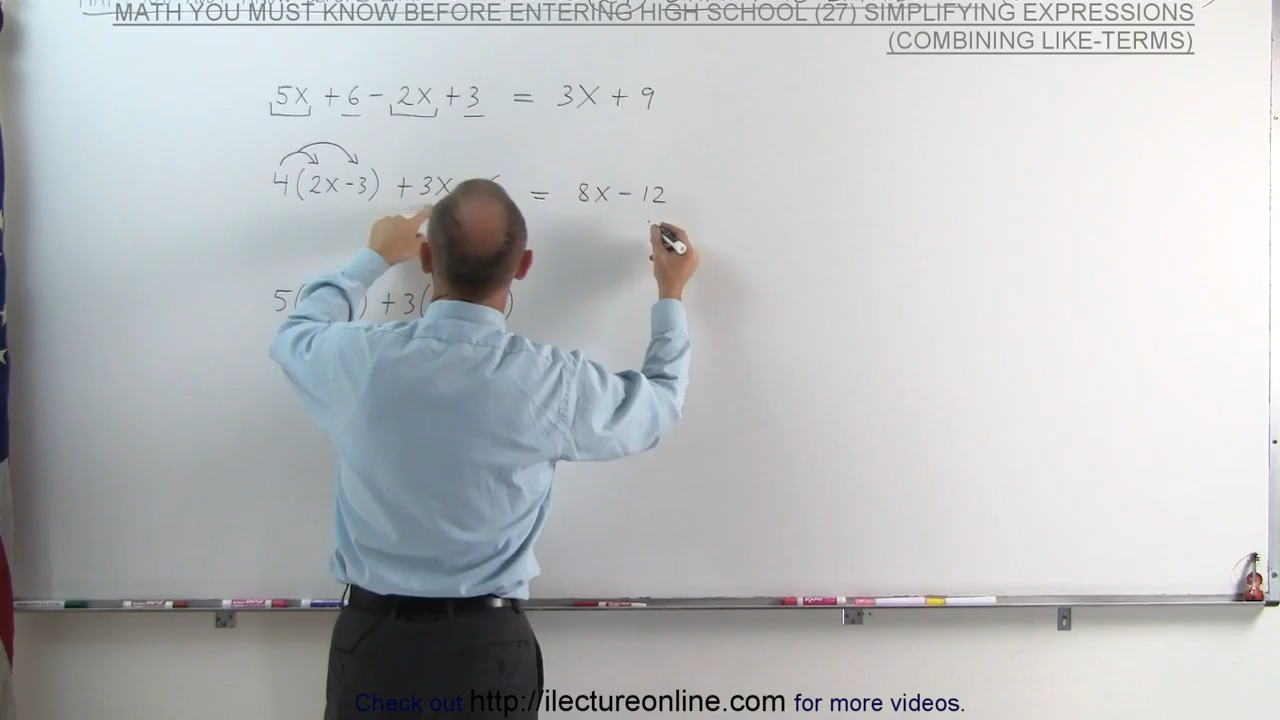 MATH YOU MUST KNOW BEFORE ENTERING HIGH SCHOOL (27) SIMPLIFYING EXPRESSIONS
(COMBINING LIKE-TERMS)
5X + 6 - 2X + 3 = 3X + 9
4(2X-3) + 3X = 8X - 12
5( ) + 3( )
Check out http://ilectureonline.com for more videos.